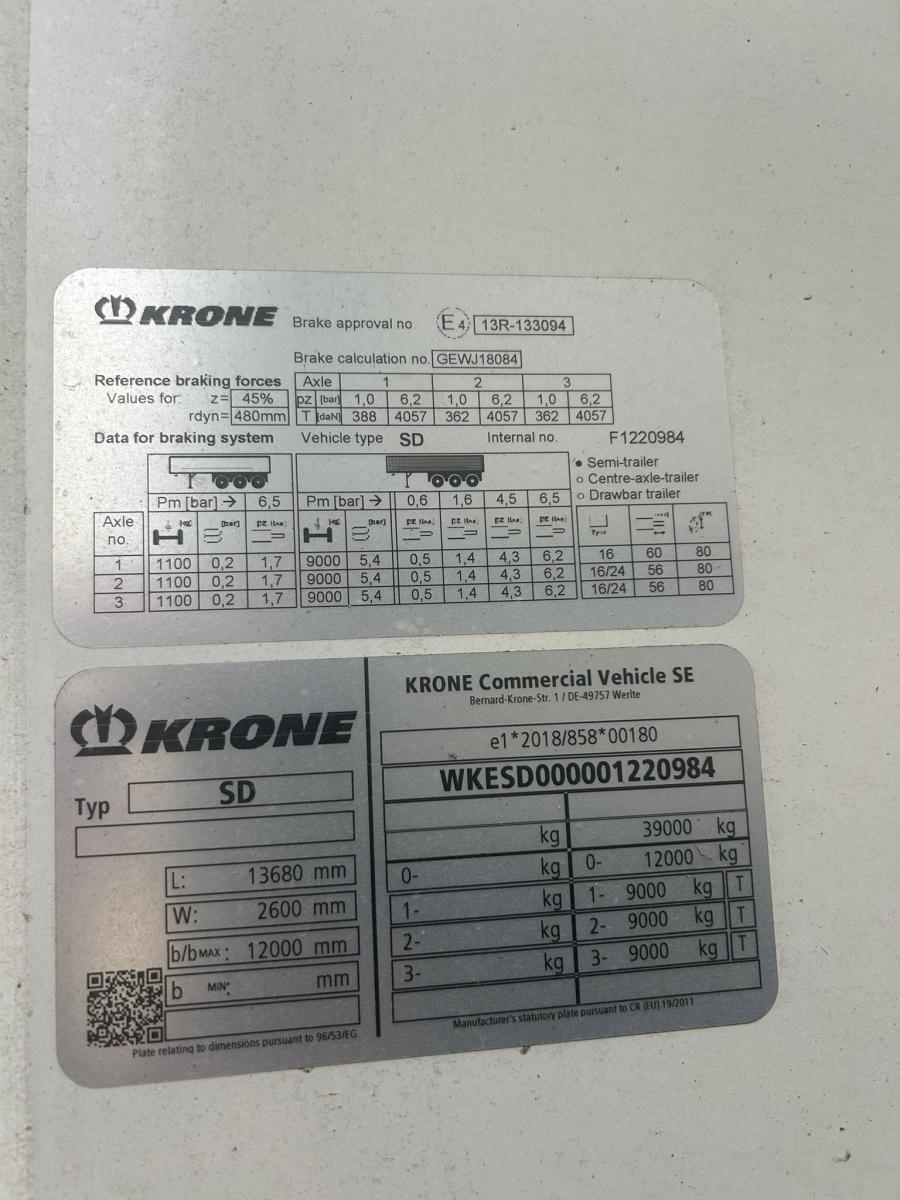 KRONE
Brake approval no E4 13R-133094
Brake calculation no. GEWJ18084
Reference braking forces
Values for: z= 45%
rdyn= 480mm
Axle 1 2 3
pz [bar] 1,0 6,2 1,0 6,2 1,0 6,2
T [daN] 388 4057 362 4057 362 4057
Data for braking system Vehicle type SD Internal no. F1220984
• Semi-trailer
○ Centre-axle-trailer
○ Drawbar trailer
Pm [bar] → 6,5 Pm [bar] → 0,6 1,6 4,5 6,5
Axle no. [bar] pz [bar] pz pz pz pz
1 1100 0,2 1,7 9000 5,4 0,5 1,4 4,3 6,2 16 60 80
2 1100 0,2 1,7 9000 5,4 0,5 1,4 4,3 6,2 16/24 56 80
3 1100 0,2 1,7 9000 5,4 0,5 1,4 4,3 6,2 16/24 56 80
KRONE
Typ SD
L: 13680 mm
W: 2600 mm
b/bMAX: 12000 mm
b MIN: mm
Plate relating to dimensions pursuant to 96/53/EG
KRONE Commercial Vehicle SE
Bernard-Krone-Str. 1 / DE-49757 Werlte
e1*2018/858*00180
WKESD000001220984
kg 39000 kg
0- kg 0- 12000 kg
1- kg 1- 9000 kg T
2- kg 2- 9000 kg T
3- kg 3- 9000 kg T
Manufacturer's statutory plate pursuant to CR (EU) 19/2011